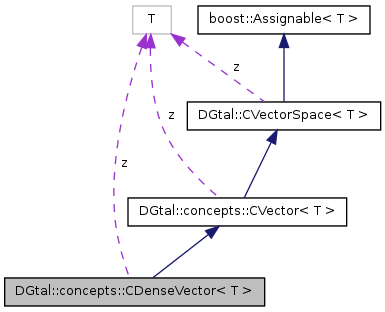 T
boost::Assignable< T >
z
DGtal::CVectorSpace< T >
z
z
DGtal::concepts::CVector< T >
DGtal::concepts::CDenseVector< T >